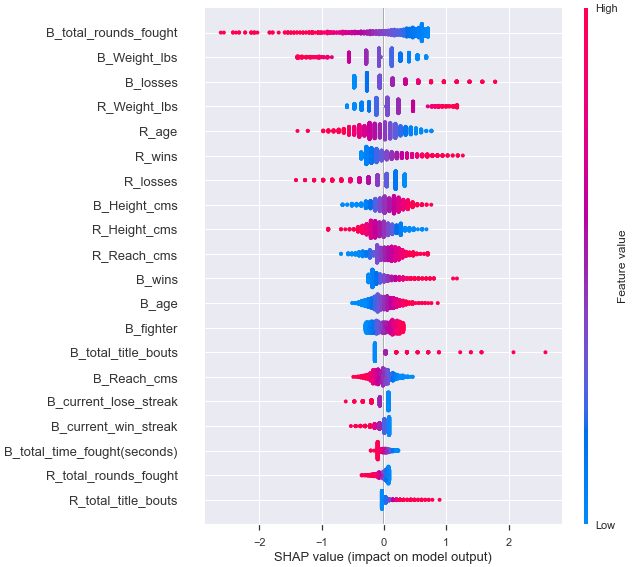 High
B_total_rounds_fought
B_Weight_lbs
B_losses
R_Weight_lbs
R_age
R_wins
R_losses
B_Height_cms
R_Height_cms
R_Reach_cms
B_wins
B_age
B_fighter
B_total_title_bouts
B_Reach_cms
B_current_lose_streak
B_current_win_streak
B_total_time_fought(seconds)
R_total_rounds_fought
R_total_title_bouts
Feature value
Low
−2 −1 0 1 2
SHAP value (impact on model output)